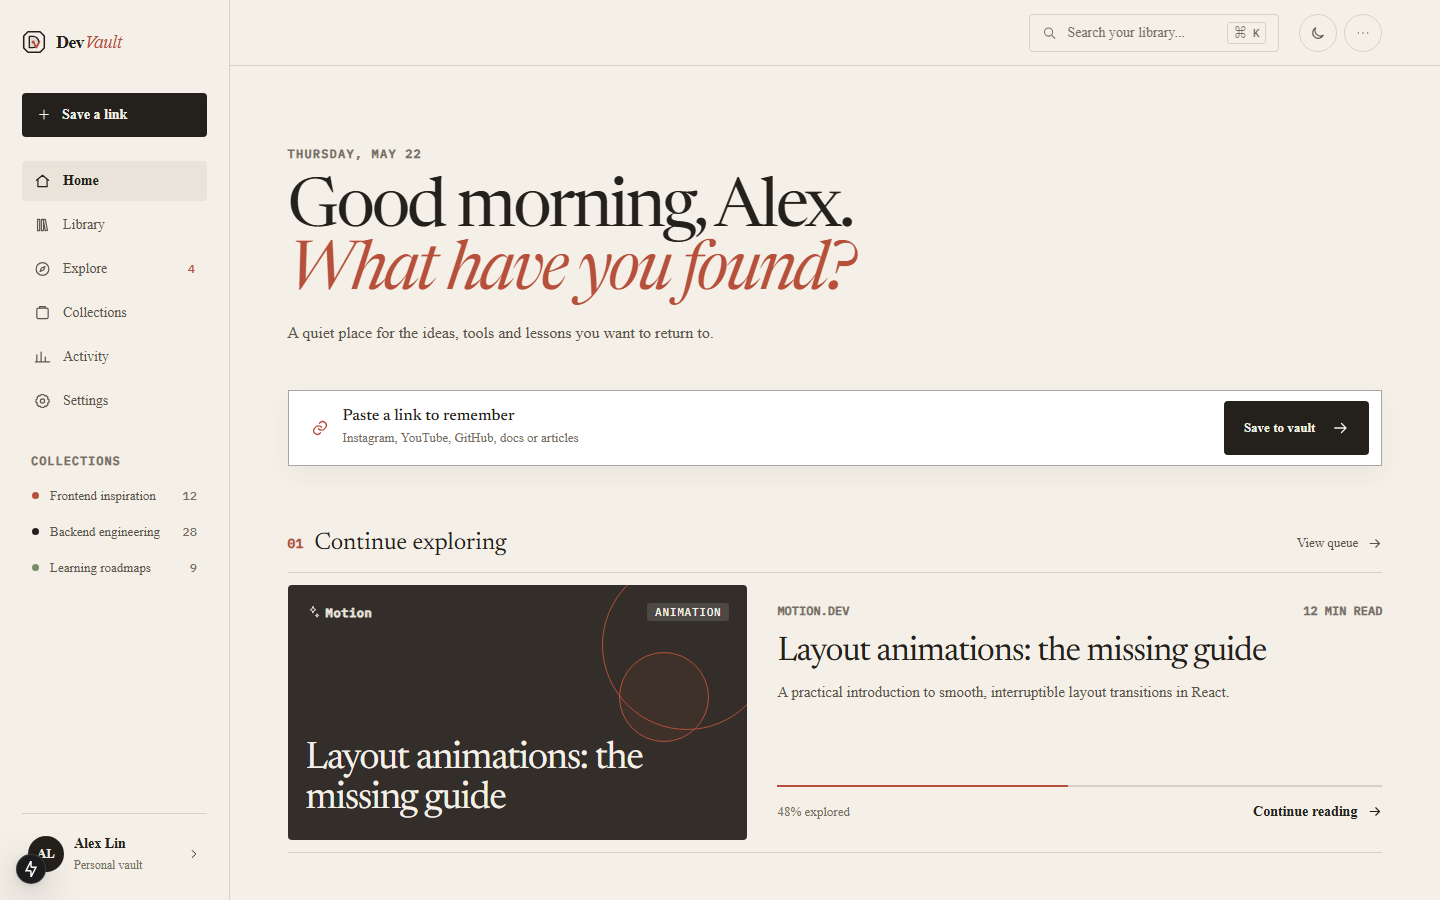 DevVault
Save a link
Home
Library
Explore 4
Collections
Activity
Settings
COLLECTIONS
Frontend inspiration 12
Backend engineering 28
Learning roadmaps 9
AL
Alex Lin
Personal vault
Search your library... ⌘ K
THURSDAY, MAY 22
Good morning, Alex.
What have you found?
A quiet place for the ideas, tools and lessons you want to return to.
Paste a link to remember
Instagram, YouTube, GitHub, docs or articles
Save to vault
01 Continue exploring
View queue
Motion
ANIMATION
Layout animations: the
missing guide
MOTION.DEV
12 MIN READ
Layout animations: the missing guide
A practical introduction to smooth, interruptible layout transitions in React.
48% explored
Continue reading